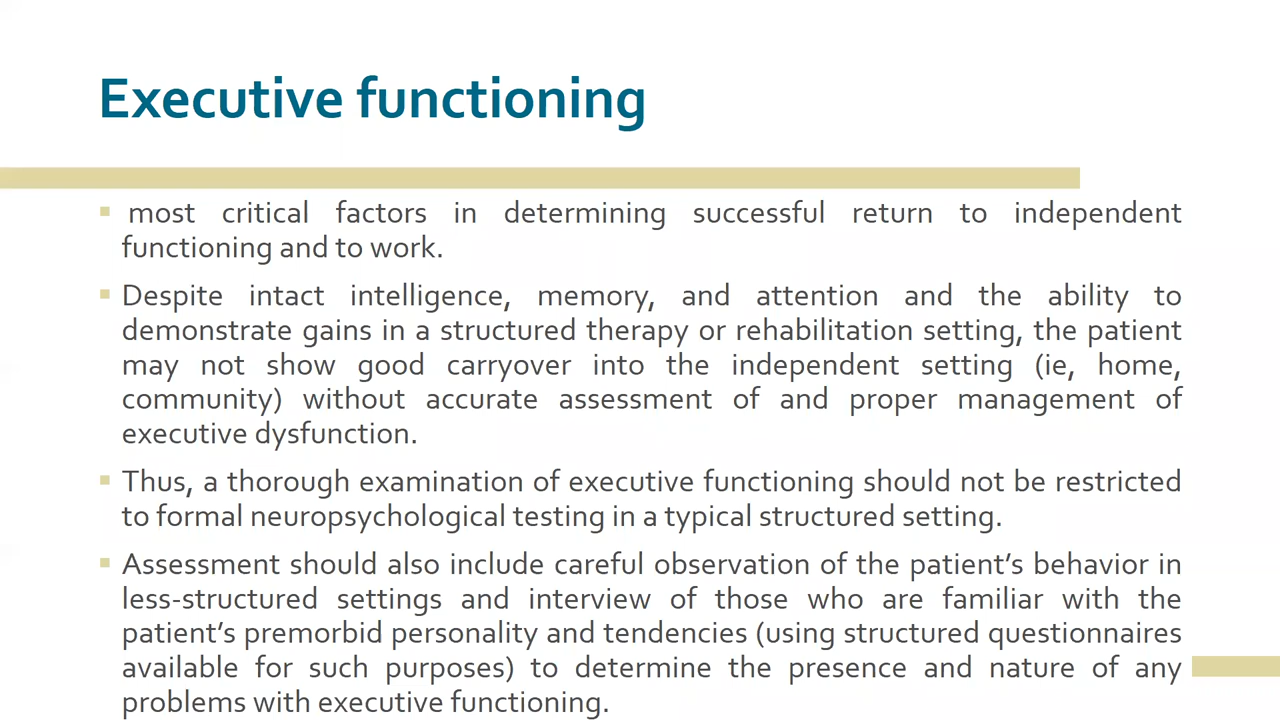 Executive functioning
▪ most critical factors in determining successful return to independent
functioning and to work.
▪ Despite intact intelligence, memory, and attention and the ability to
demonstrate gains in a structured therapy or rehabilitation setting, the patient
may not show good carryover into the independent setting (ie, home,
community) without accurate assessment of and proper management of
executive dysfunction.
▪ Thus, a thorough examination of executive functioning should not be restricted
to formal neuropsychological testing in a typical structured setting.
▪ Assessment should also include careful observation of the patient’s behavior in
less-structured settings and interview of those who are familiar with the
patient’s premorbid personality and tendencies (using structured questionnaires
available for such purposes) to determine the presence and nature of any
problems with executive functioning.